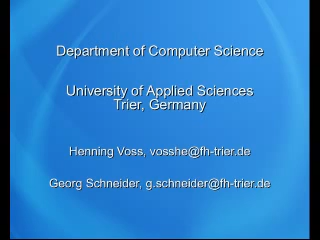 Department of Computer Science
University of Applied Sciences
Trier, Germany
Henning Voss, vosshe@fh-trier.de
Georg Schneider, g.schneider@fh-trier.de